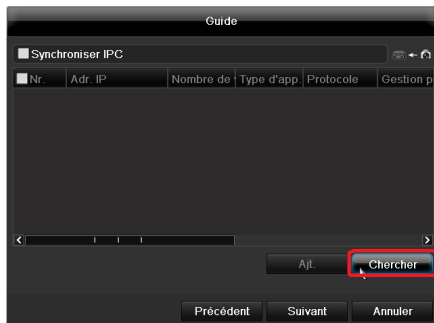 Guide
Synchroniser IPC
Nr. Adr. IP Nombre de Type d'app. Protocole Gestion p
Ajt. Chercher
Précédent Suivant Annuler